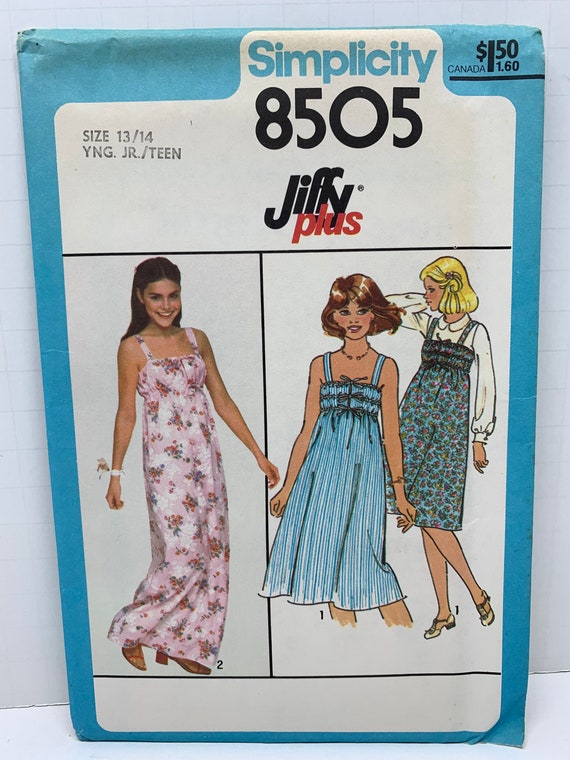 Simplicity
$1.50
CANADA 1.60
8505
SIZE 13/14
YNG. JR./TEEN
Jiffy®
plus
2
1
1